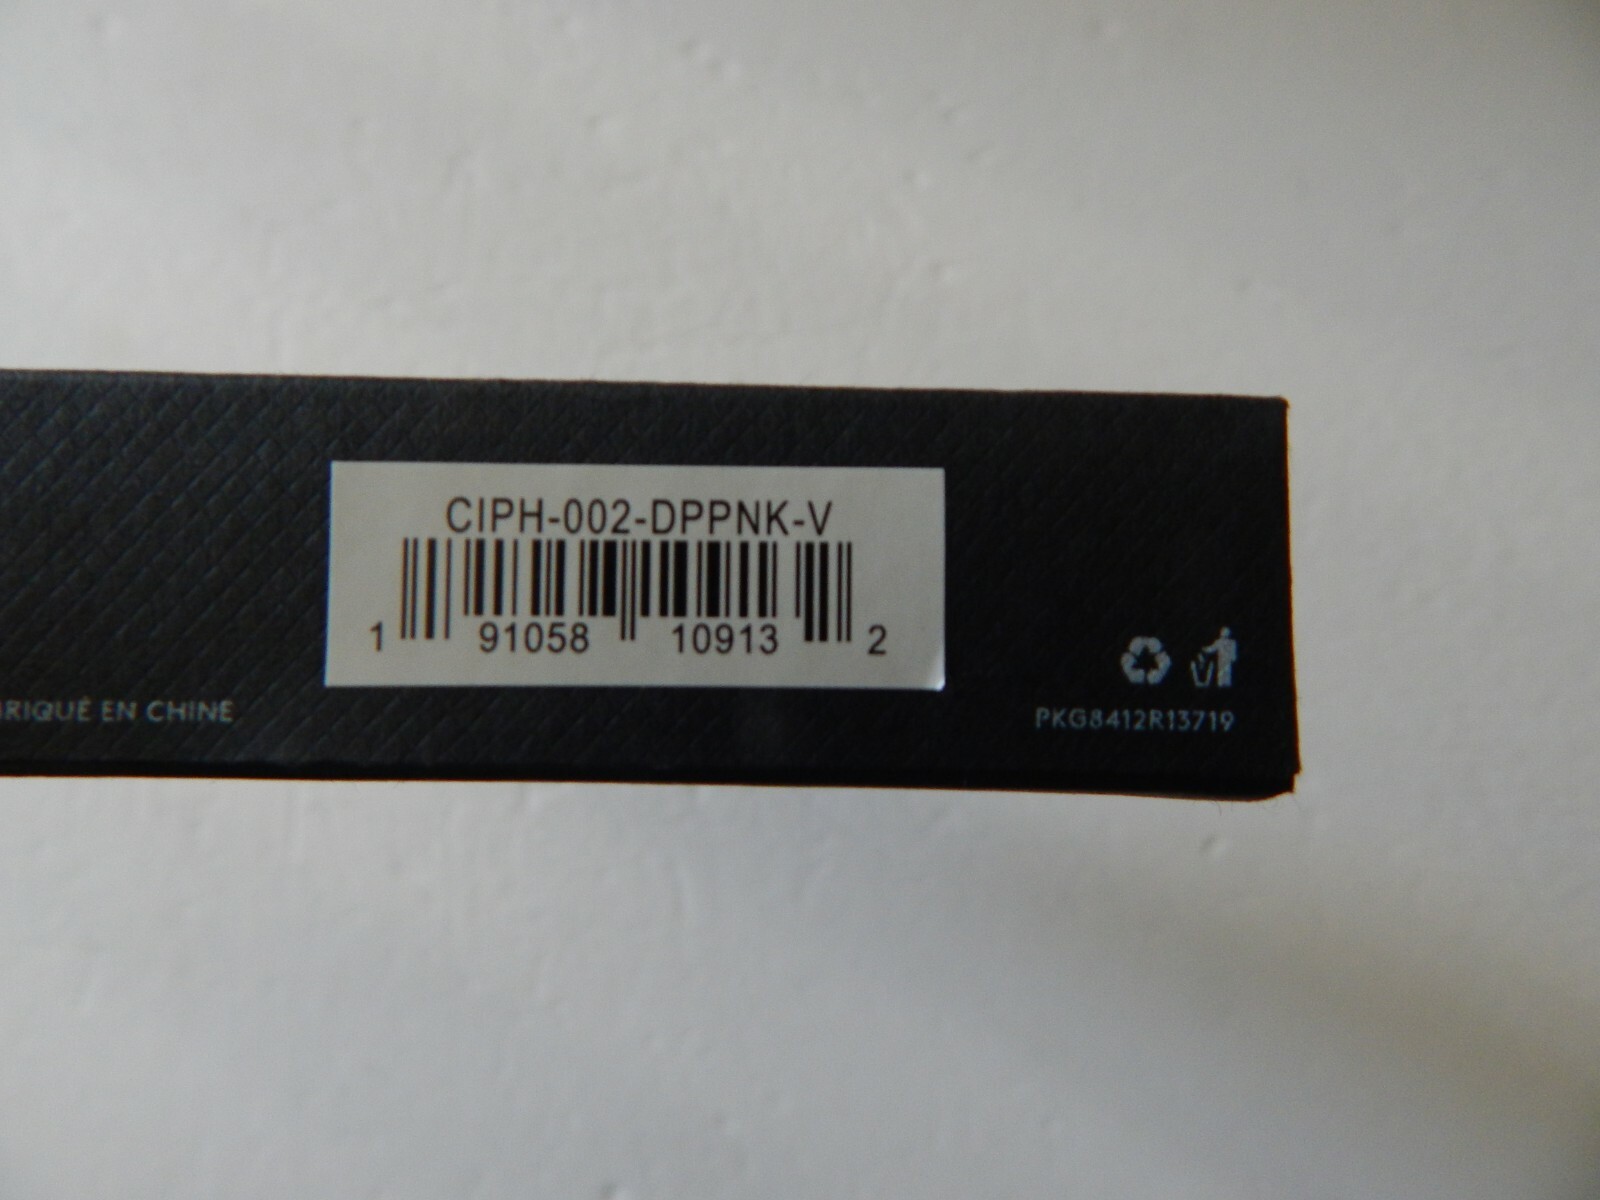 CIPH-002-DPPNK-V
1 91058 10913 2
RIQUÉ EN CHINE
PKG8412R13719